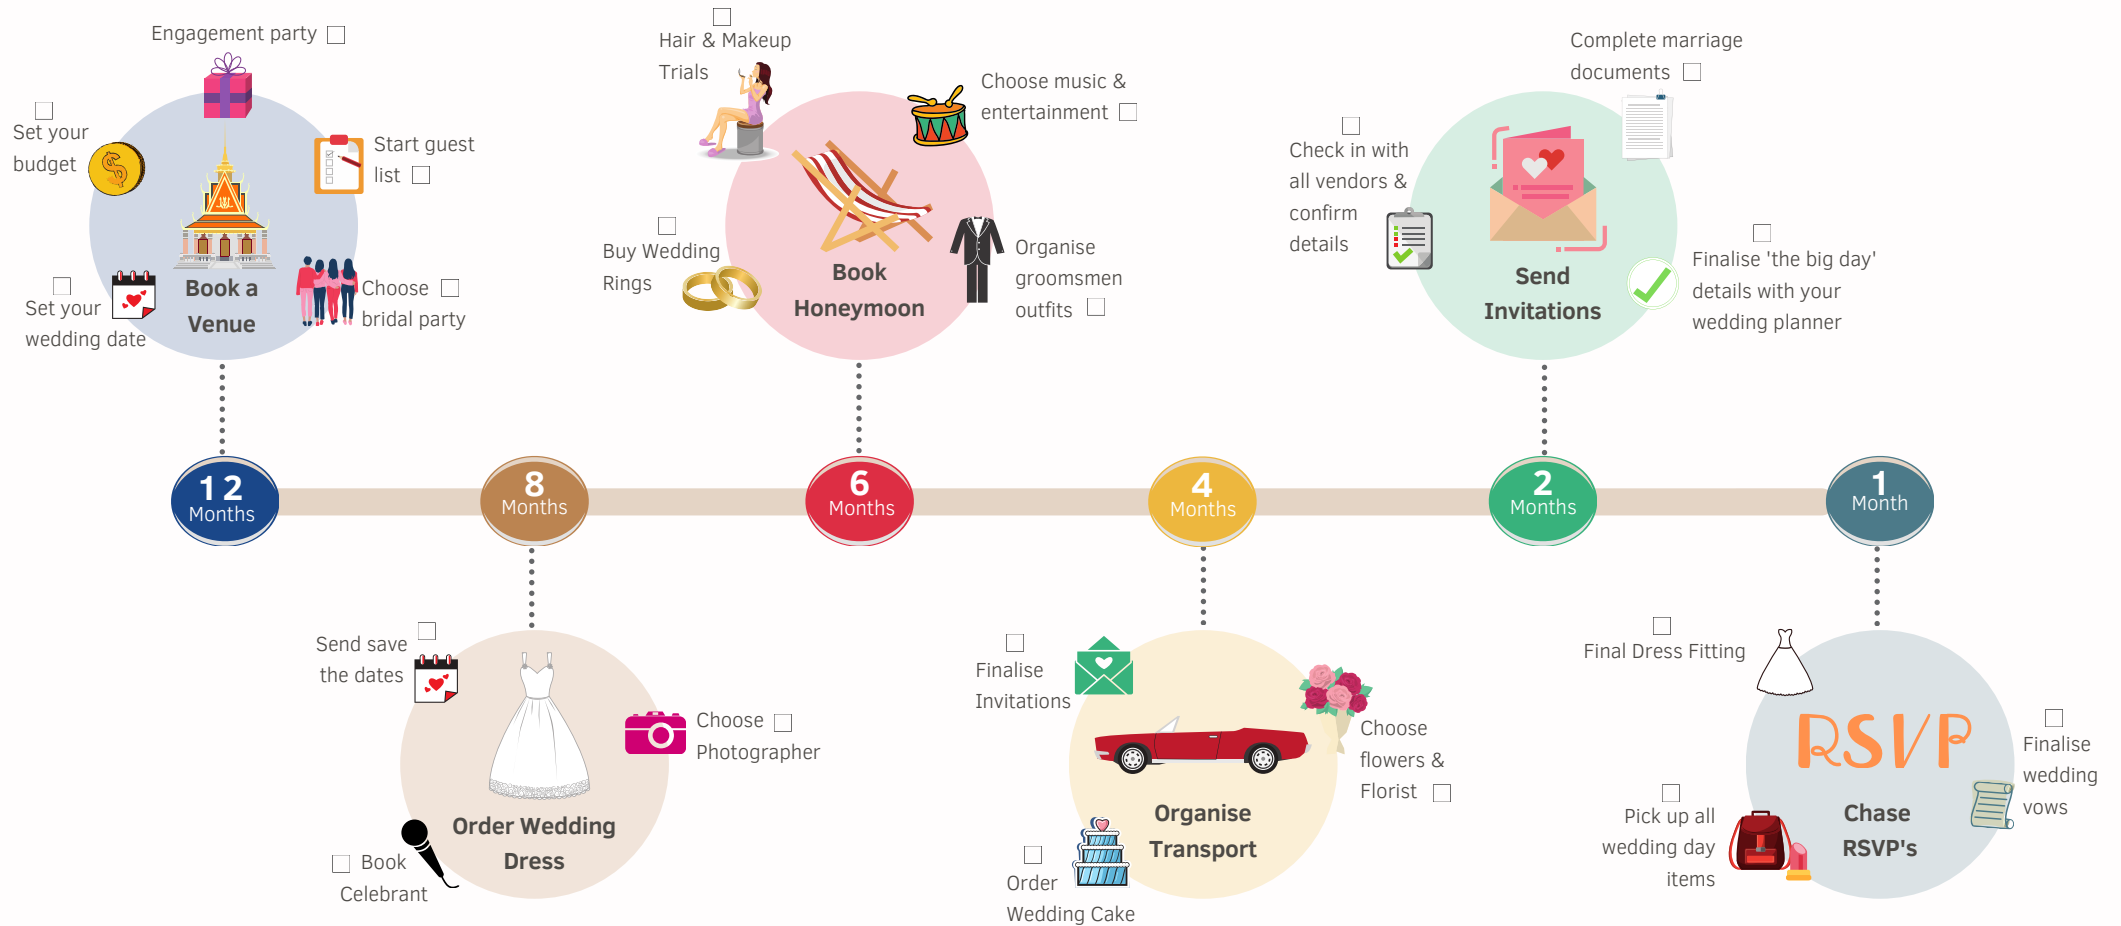 Engagement party
Set your
budget
Start guest
list
Set your
wedding date
Choose
bridal party
Book a
Venue
Hair & Makeup
Trials
Choose music &
entertainment
Buy Wedding
Rings
Organise
groomsmen
outfits
Book
Honeymoon
Complete marriage
documents
Check in with
all vendors &
confirm
details
Finalise 'the big day'
details with your
wedding planner
Send
Invitations
12
Months
8
Months
6
Months
4
Months
2
Months
1
Month
Send save
the dates
Choose
Photographer
Book
Celebrant
Order Wedding
Dress
Finalise
Invitations
Choose
flowers &
Florist
Order
Wedding Cake
Organise
Transport
Final Dress Fitting
RSVP
Finalise
wedding
vows
Pick up all
wedding day
items
Chase
RSVP's